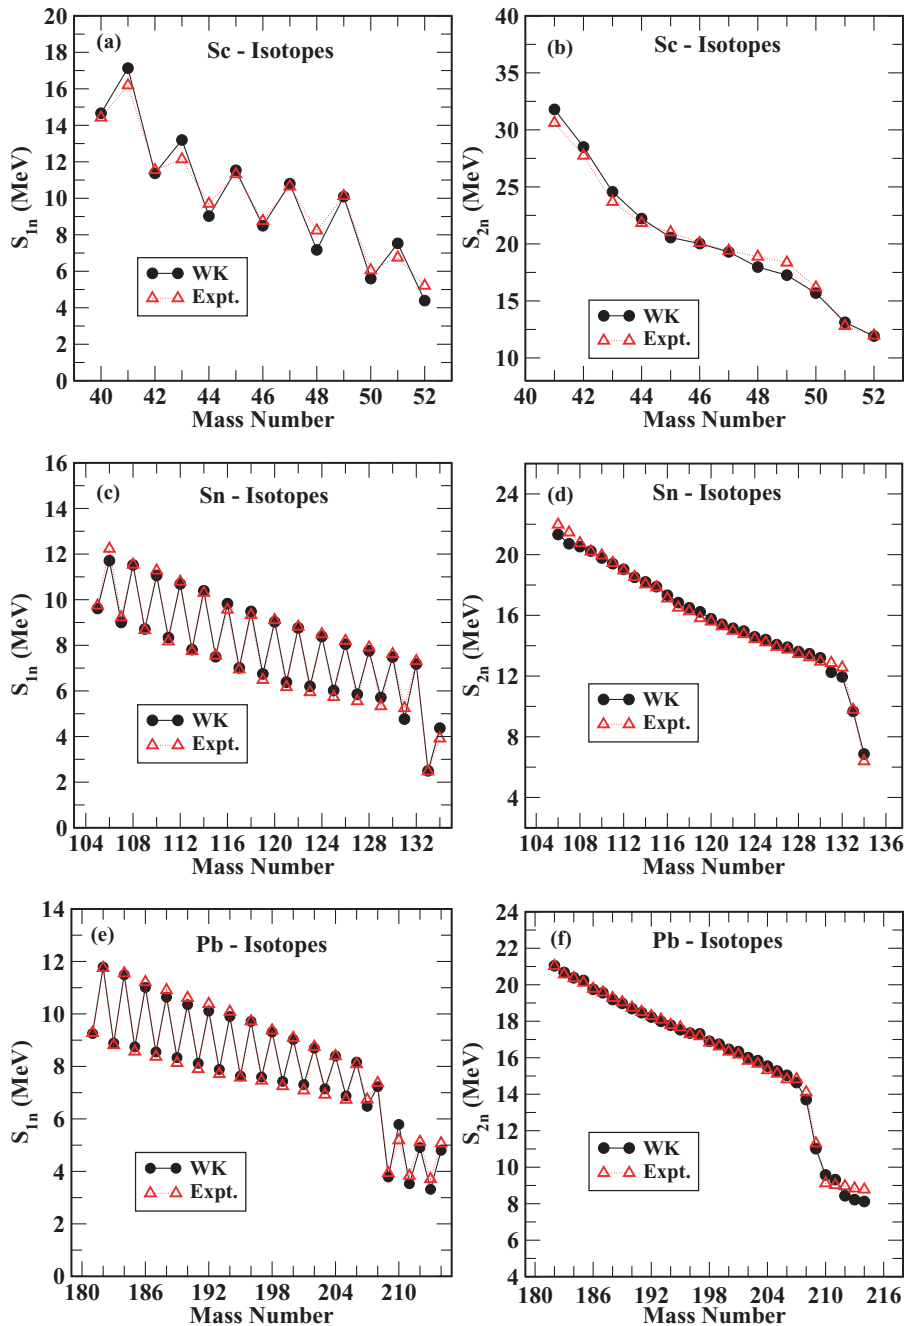 (a)
Sc - Isotopes
20
18
16
14
12
10
8
6
4
2
0
S1n (MeV)
WK
Expt.
40 42 44 46 48 50 52
Mass Number
(b)
Sc - Isotopes
40
35
30
25
20
15
10
S2n (MeV)
WK
Expt.
40 42 44 46 48 50 52
Mass Number
(c)
Sn - Isotopes
16
14
12
10
8
6
4
2
0
S1n (MeV)
WK
Expt.
104 108 112 116 120 124 128 132
Mass Number
(d)
Sn - Isotopes
24
20
16
12
8
4
S2n (MeV)
WK
Expt.
104 108 112 116 120 124 128 132 136
Mass Number
(e)
Pb - Isotopes
14
12
10
8
6
4
2
0
S1n (MeV)
WK
Expt.
180 186 192 198 204 210
Mass Number
(f)
Pb - Isotopes
24
22
20
18
16
14
12
10
8
6
4
S2n (MeV)
WK
Expt.
180 186 192 198 204 210 216
Mass Number